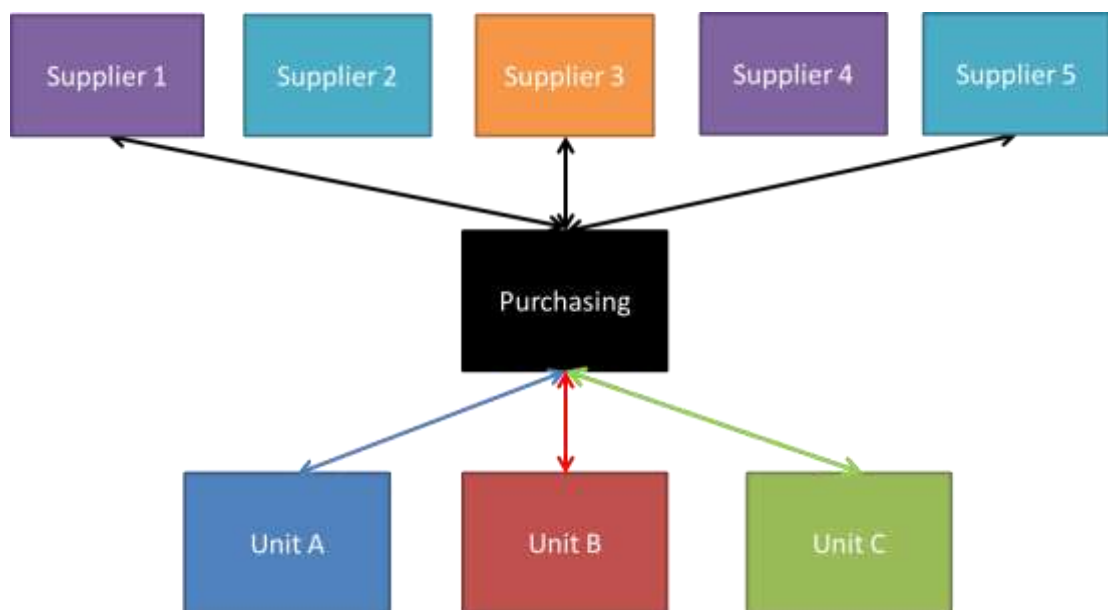 Supplier 1
Supplier 2
Supplier 3
Supplier 4
Supplier 5
Purchasing
Unit A
Unit B
Unit C